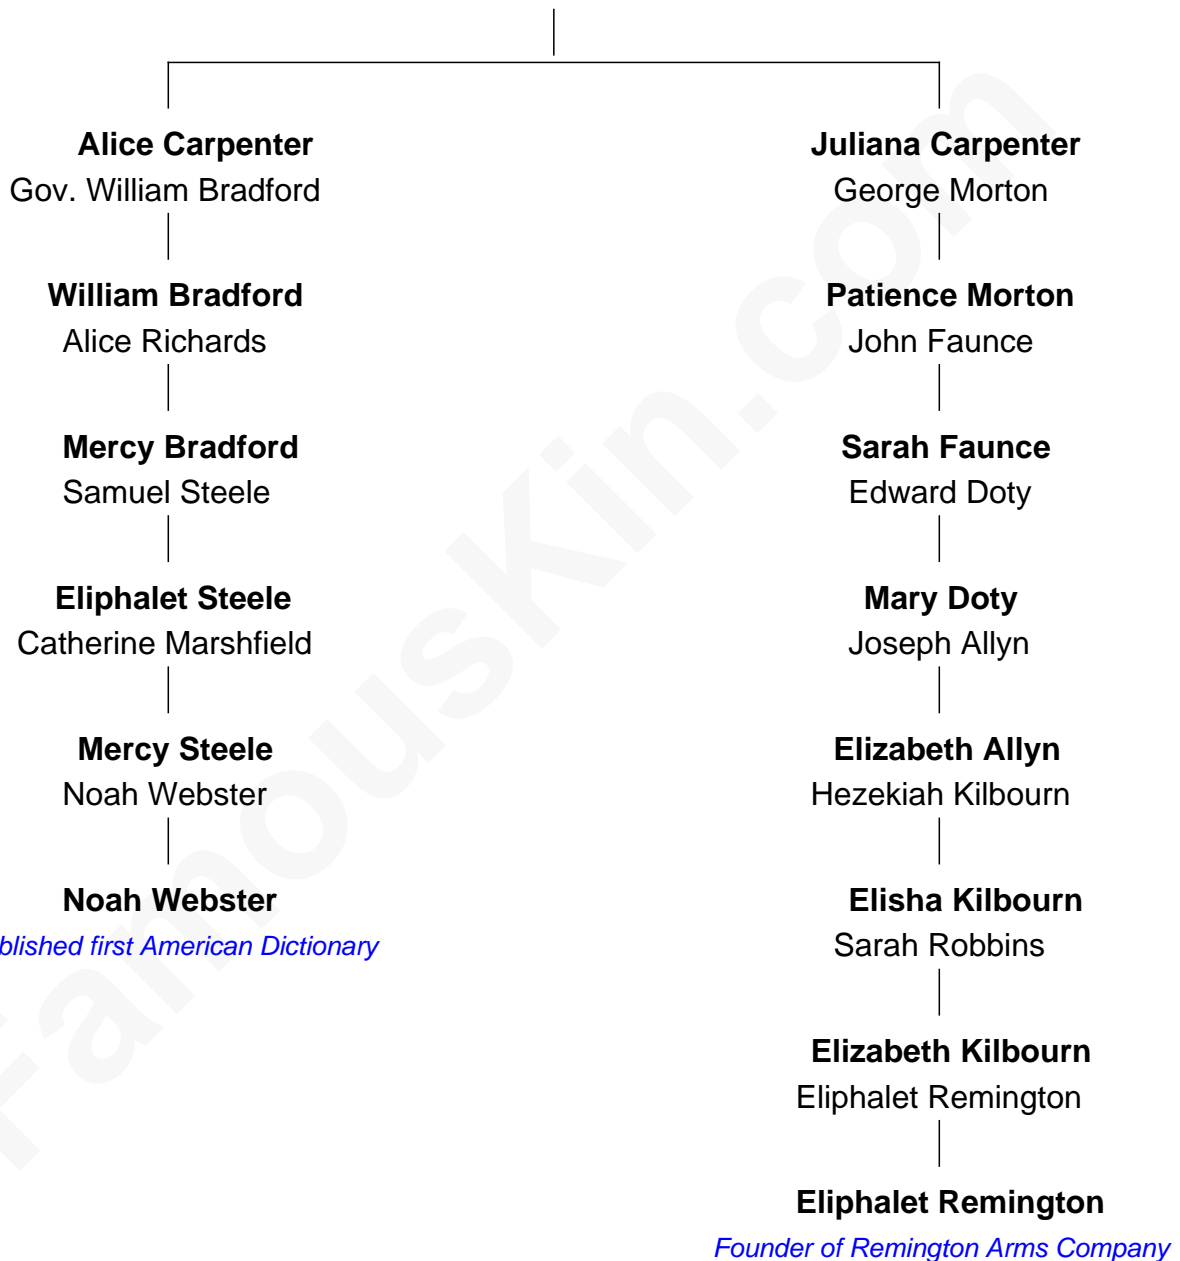 Alice Carpenter
Gov. William Bradford
William Bradford
Alice Richards
Mercy Bradford
Samuel Steele
Eliphalet Steele
Catherine Marshfield
Mercy Steele
Noah Webster
Noah Webster
blished first American Dictionary
Juliana Carpenter
George Morton
Patience Morton
John Faunce
Sarah Faunce
Edward Doty
Mary Doty
Joseph Allyn
Elizabeth Allyn
Hezekiah Kilbourn
Elisha Kilbourn
Sarah Robbins
Elizabeth Kilbourn
Eliphalet Remington
Eliphalet Remington
Founder of Remington Arms Company
FamousKin.com